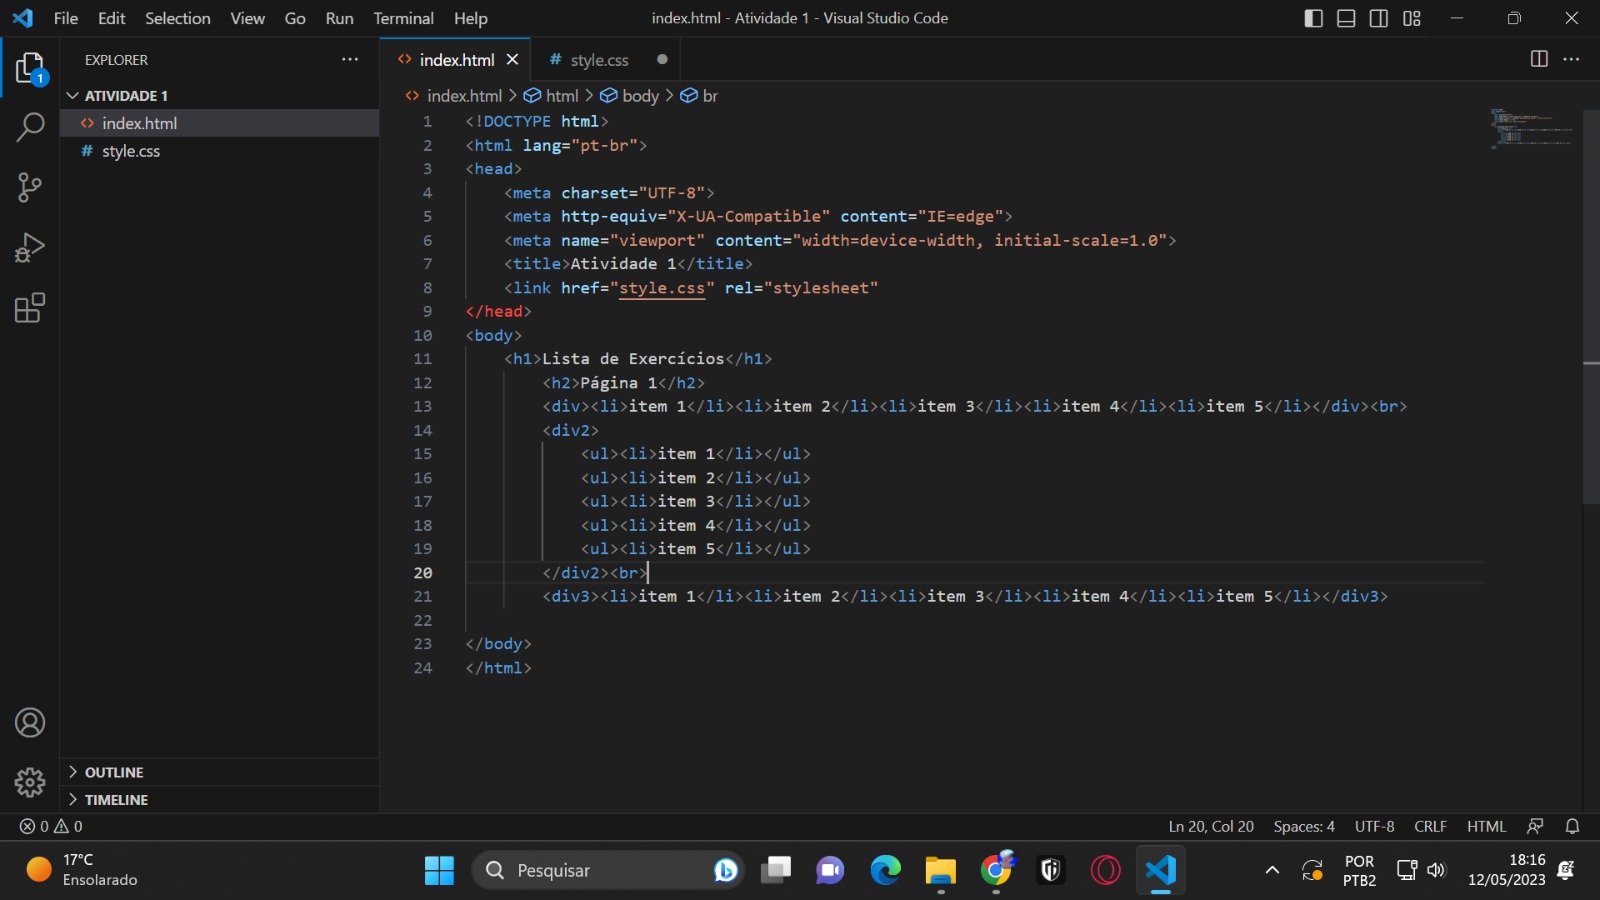 File Edit Selection View Go Run Terminal Help
index.html - Atividade 1 - Visual Studio Code
EXPLORER
1
ATIVIDADE 1
index.html
# style.css
OUTLINE
TIMELINE
index.html
# style.css
index.html > html > body > br
1 <!DOCTYPE html>
2 <html lang="pt-br">
3 <head>
4 <meta charset="UTF-8">
5 <meta http-equiv="X-UA-Compatible" content="IE=edge">
6 <meta name="viewport" content="width=device-width, initial-scale=1.0">
7 <title>Atividade 1</title>
8 <link href="style.css" rel="stylesheet"
9 </head>
10 <body>
11 <h1>Lista de Exercícios</h1>
12 <h2>Página 1</h2>
13 <div><li>item 1</li><li>item 2</li><li>item 3</li><li>item 4</li><li>item 5</li></div><br>
14 <div2>
15 <ul><li>item 1</li></ul>
16 <ul><li>item 2</li></ul>
17 <ul><li>item 3</li></ul>
18 <ul><li>item 4</li></ul>
19 <ul><li>item 5</li></ul>
20 </div2><br>
21 <div3><li>item 1</li><li>item 2</li><li>item 3</li><li>item 4</li><li>item 5</li></div3>
22
23 </body>
24 </html>
0 0
Ln 20, Col 20 Spaces: 4 UTF-8 CRLF HTML
17°C
Ensolarado
Pesquisar
POR
PTB2
18:16
12/05/2023